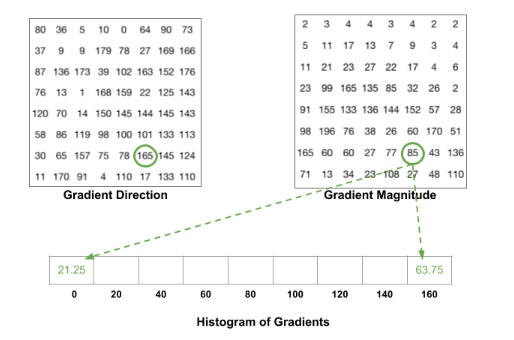 80 36 5 10 0 64 90 73
37 9 9 179 78 27 169 166
87 136 173 39 102 163 152 176
76 13 1 168 159 22 125 143
120 70 14 150 145 144 145 143
58 86 119 98 100 101 133 113
30 65 157 75 78 165 145 124
11 170 91 4 110 17 133 110
Gradient Direction
2 3 4 4 3 4 2 2
5 11 17 13 7 9 3 4
11 21 23 27 22 17 4 6
23 99 165 135 85 32 26 2
91 155 133 136 144 152 57 28
98 196 76 38 26 60 170 51
165 60 60 27 77 85 43 136
71 13 34 23 108 27 48 110
Gradient Magnitude
21.25 63.75
0 20 40 60 80 100 120 140 160
Histogram of Gradients